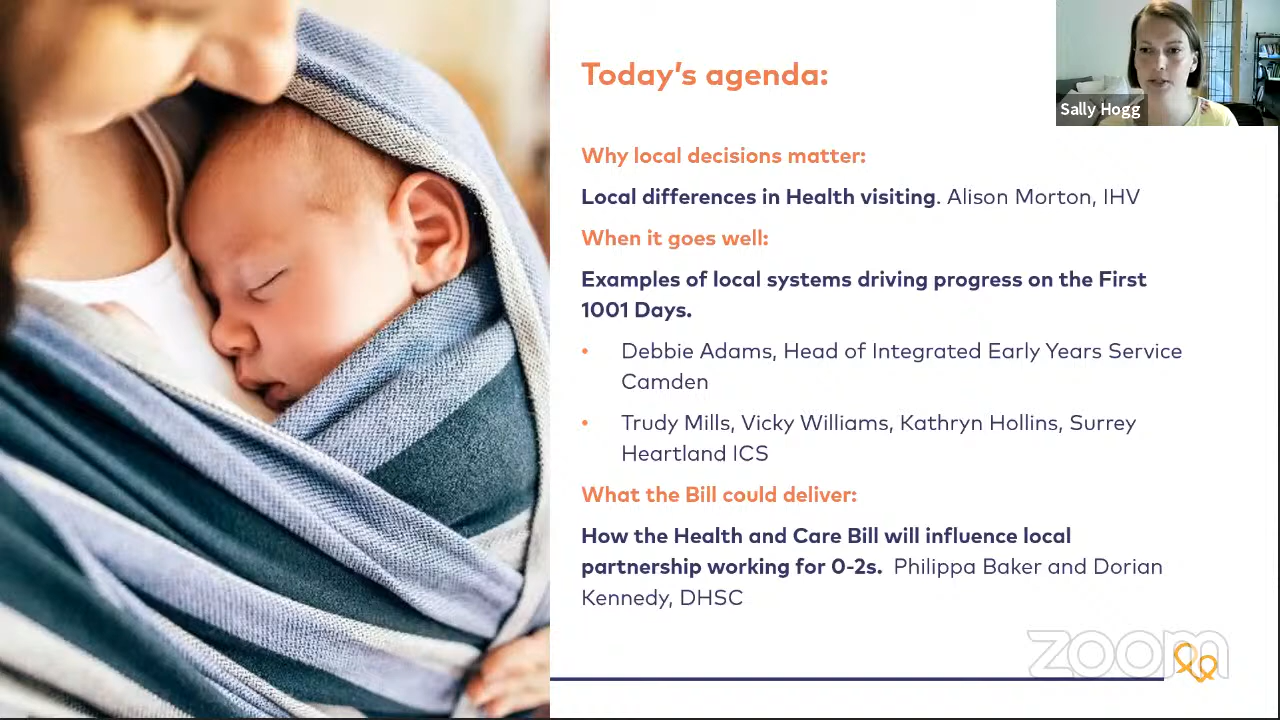 Today's agenda:
Sally Hogg
Why local decisions matter:
Local differences in Health visiting. Alison Morton, IHV
When it goes well:
Examples of local systems driving progress on the First
1001 Days.
• Debbie Adams, Head of Integrated Early Years Service
Camden
• Trudy Mills, Vicky Williams, Kathryn Hollins, Surrey
Heartland ICS
What the Bill could deliver:
How the Health and Care Bill will influence local
partnership working for 0-2s. Philippa Baker and Dorian
Kennedy, DHSC
zoom